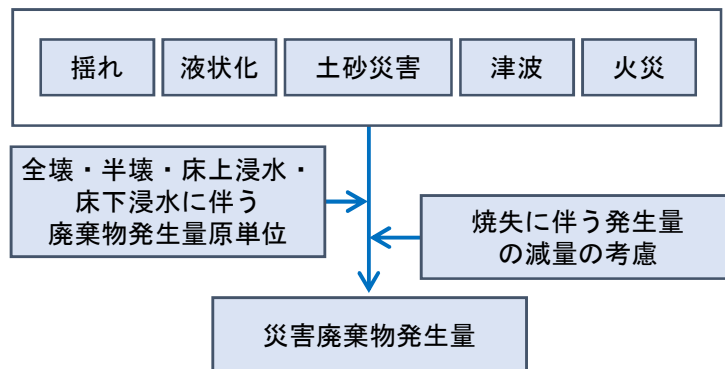 揺れ
液状化
土砂災害
津波
火災
全壊・半壊・床上浸水・
床下浸水に伴う
廃棄物発生量原単位
焼失に伴う発生量
の減量の考慮
災害廃棄物発生量